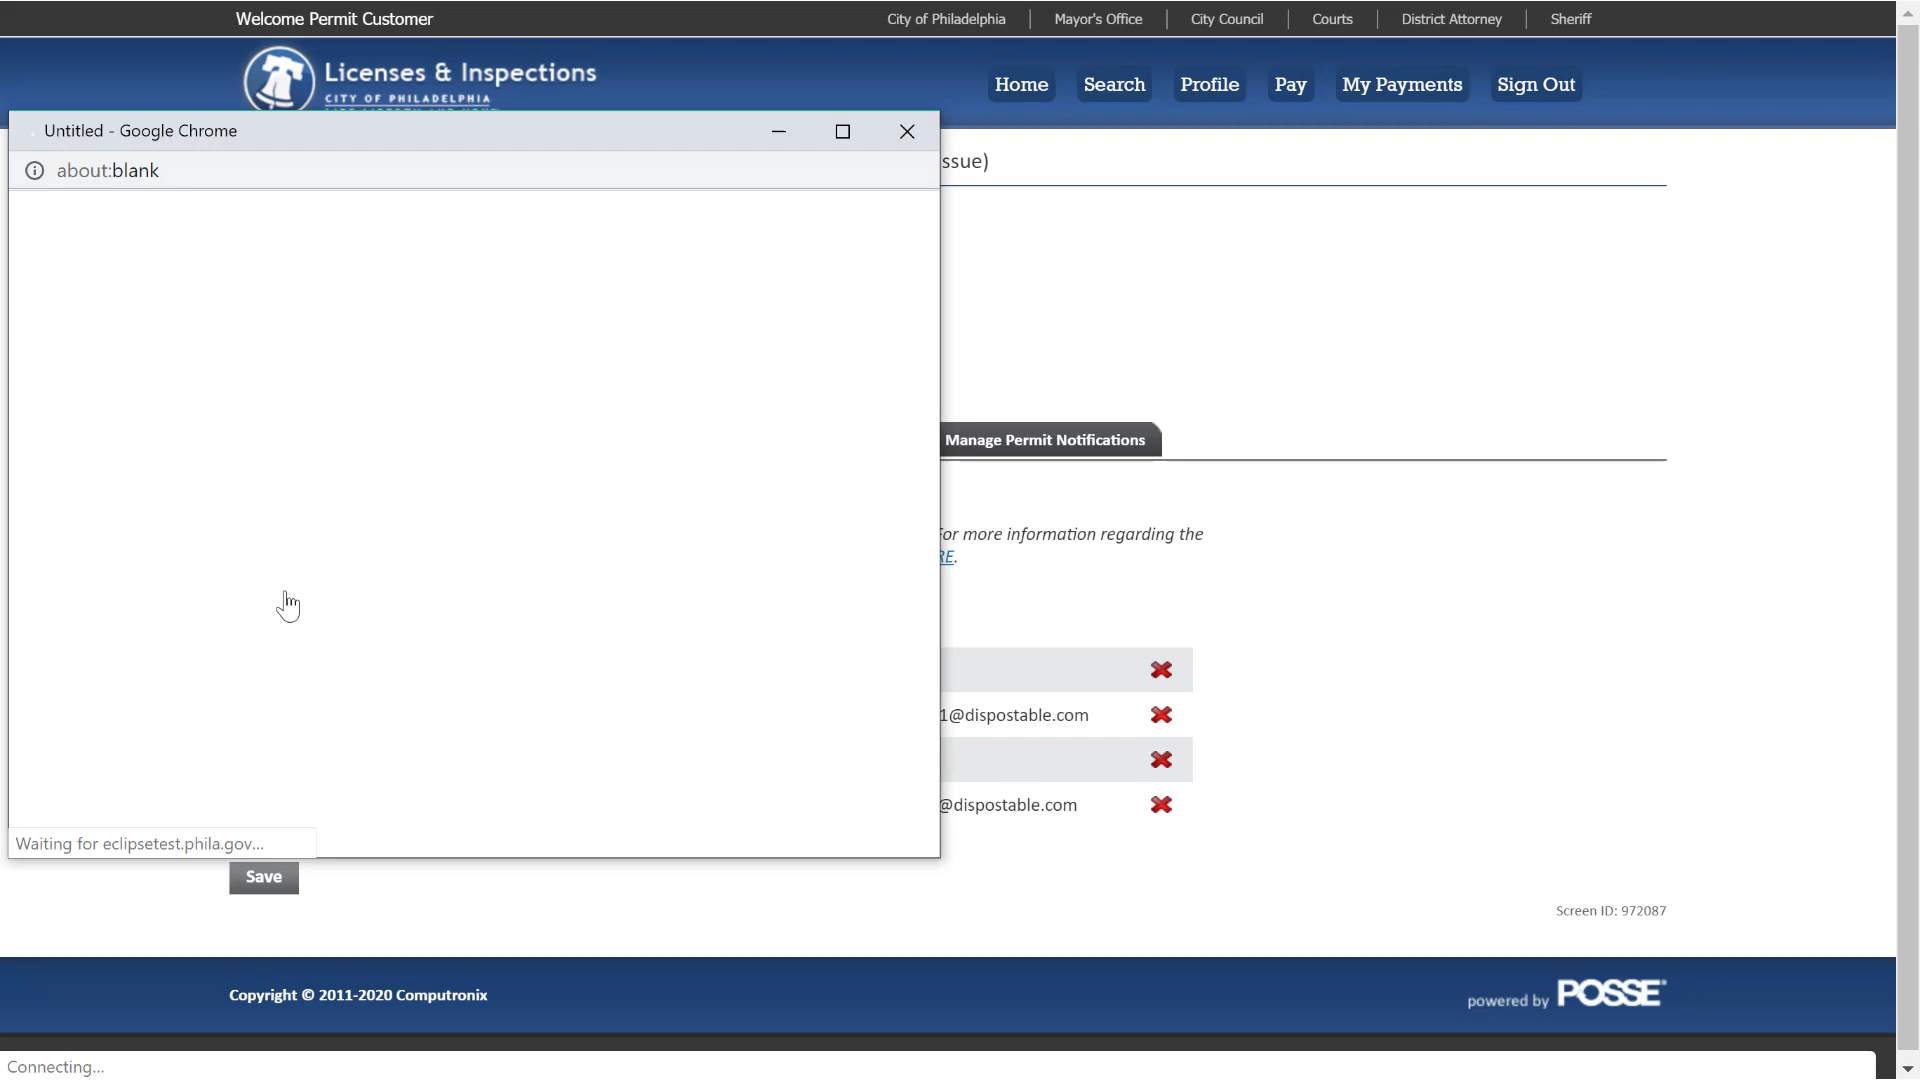 Welcome Permit Customer
City of Philadelphia
Mayor's Office
City Council
Courts
District Attorney
Sheriff
Licenses & Inspections
CITY OF PHILADELPHIA
Home
Search
Profile
Pay
My Payments
Sign Out
Untitled - Google Chrome
about:blank
ssue)
Manage Permit Notifications
For more information regarding the
RE.
1@dispostable.com
@dispostable.com
Waiting for eclipsetest.phila.gov...
Save
Screen ID: 972087
Copyright © 2011-2020 Computronix
powered by POSSE®
Connecting...